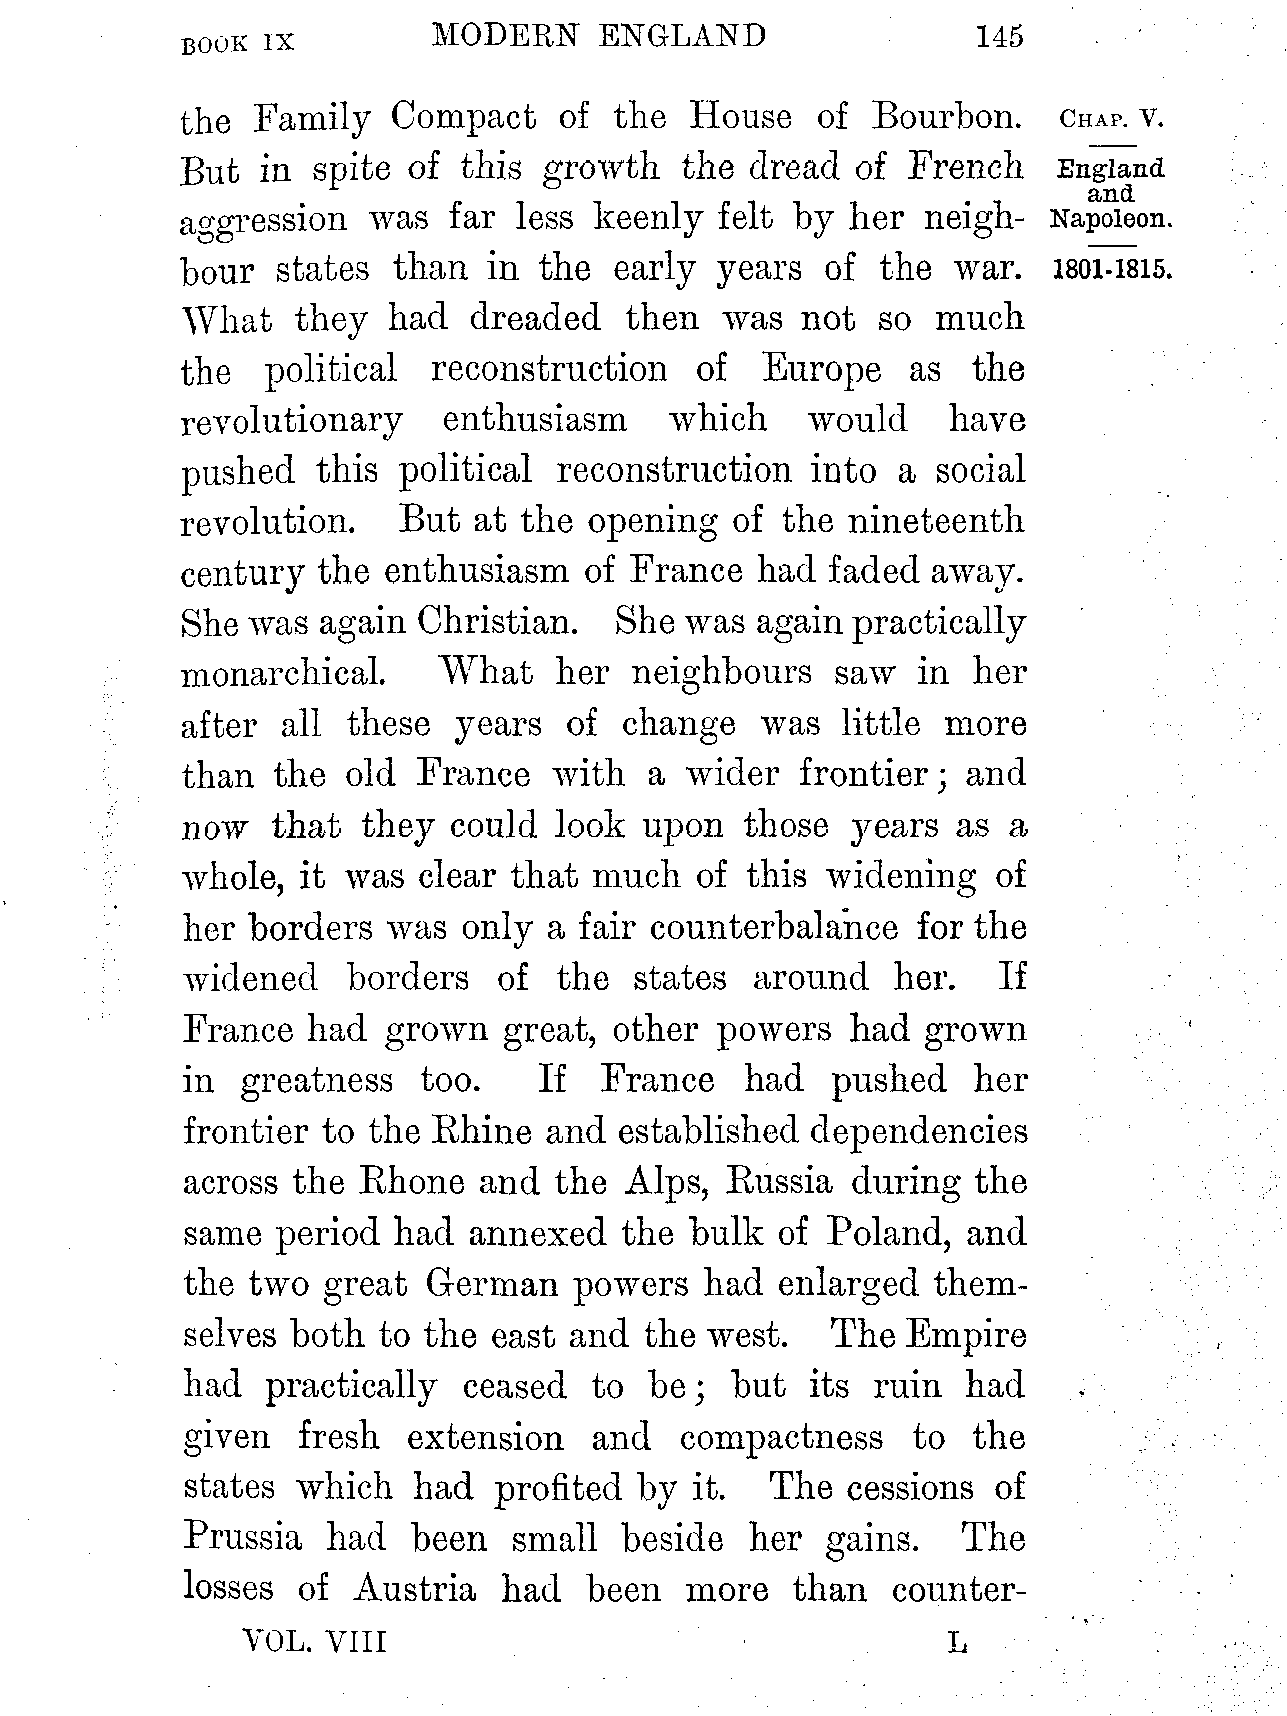 BOOK IX MODERN ENGLAND 145
the Family Compact of the House of Bourbon.
But in spite of this growth the dread of French
aggression was far less keenly felt by her neigh-
bour states than in the early years of the war.
What they had dreaded then was not so much
the political reconstruction of Europe as the
revolutionary enthusiasm which would have
pushed this political reconstruction into a social
revolution. But at the opening of the nineteenth
century the enthusiasm of France had faded away.
She was again Christian. She was again practically
monarchical. What her neighbours saw in her
after all these years of change was little more
than the old France with a wider frontier; and
now that they could look upon those years as a
whole, it was clear that much of this widening of
her borders was only a fair counterbalance for the
widened borders of the states around her. If
France had grown great, other powers had grown
in greatness too. If France had pushed her
frontier to the Rhine and established dependencies
across the Rhone and the Alps, Russia during the
same period had annexed the bulk of Poland, and
the two great German powers had enlarged them-
selves both to the east and the west. The Empire
had practically ceased to be; but its ruin had
given fresh extension and compactness to the
states which had profited by it. The cessions of
Prussia had been small beside her gains. The
losses of Austria had been more than counter-
CHAP. V.
England
and
Napoleon.
1801-1815.
VOL. VIII L